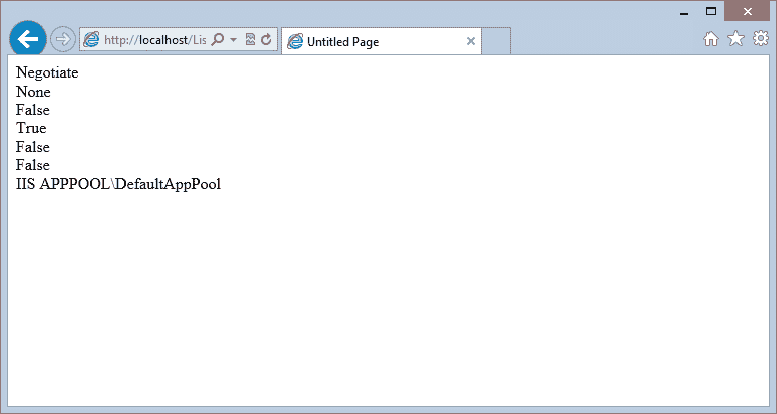 http://localhost/Lis
Untitled Page
Negotiate
None
False
True
False
False
IIS APPPOOL\DefaultAppPool